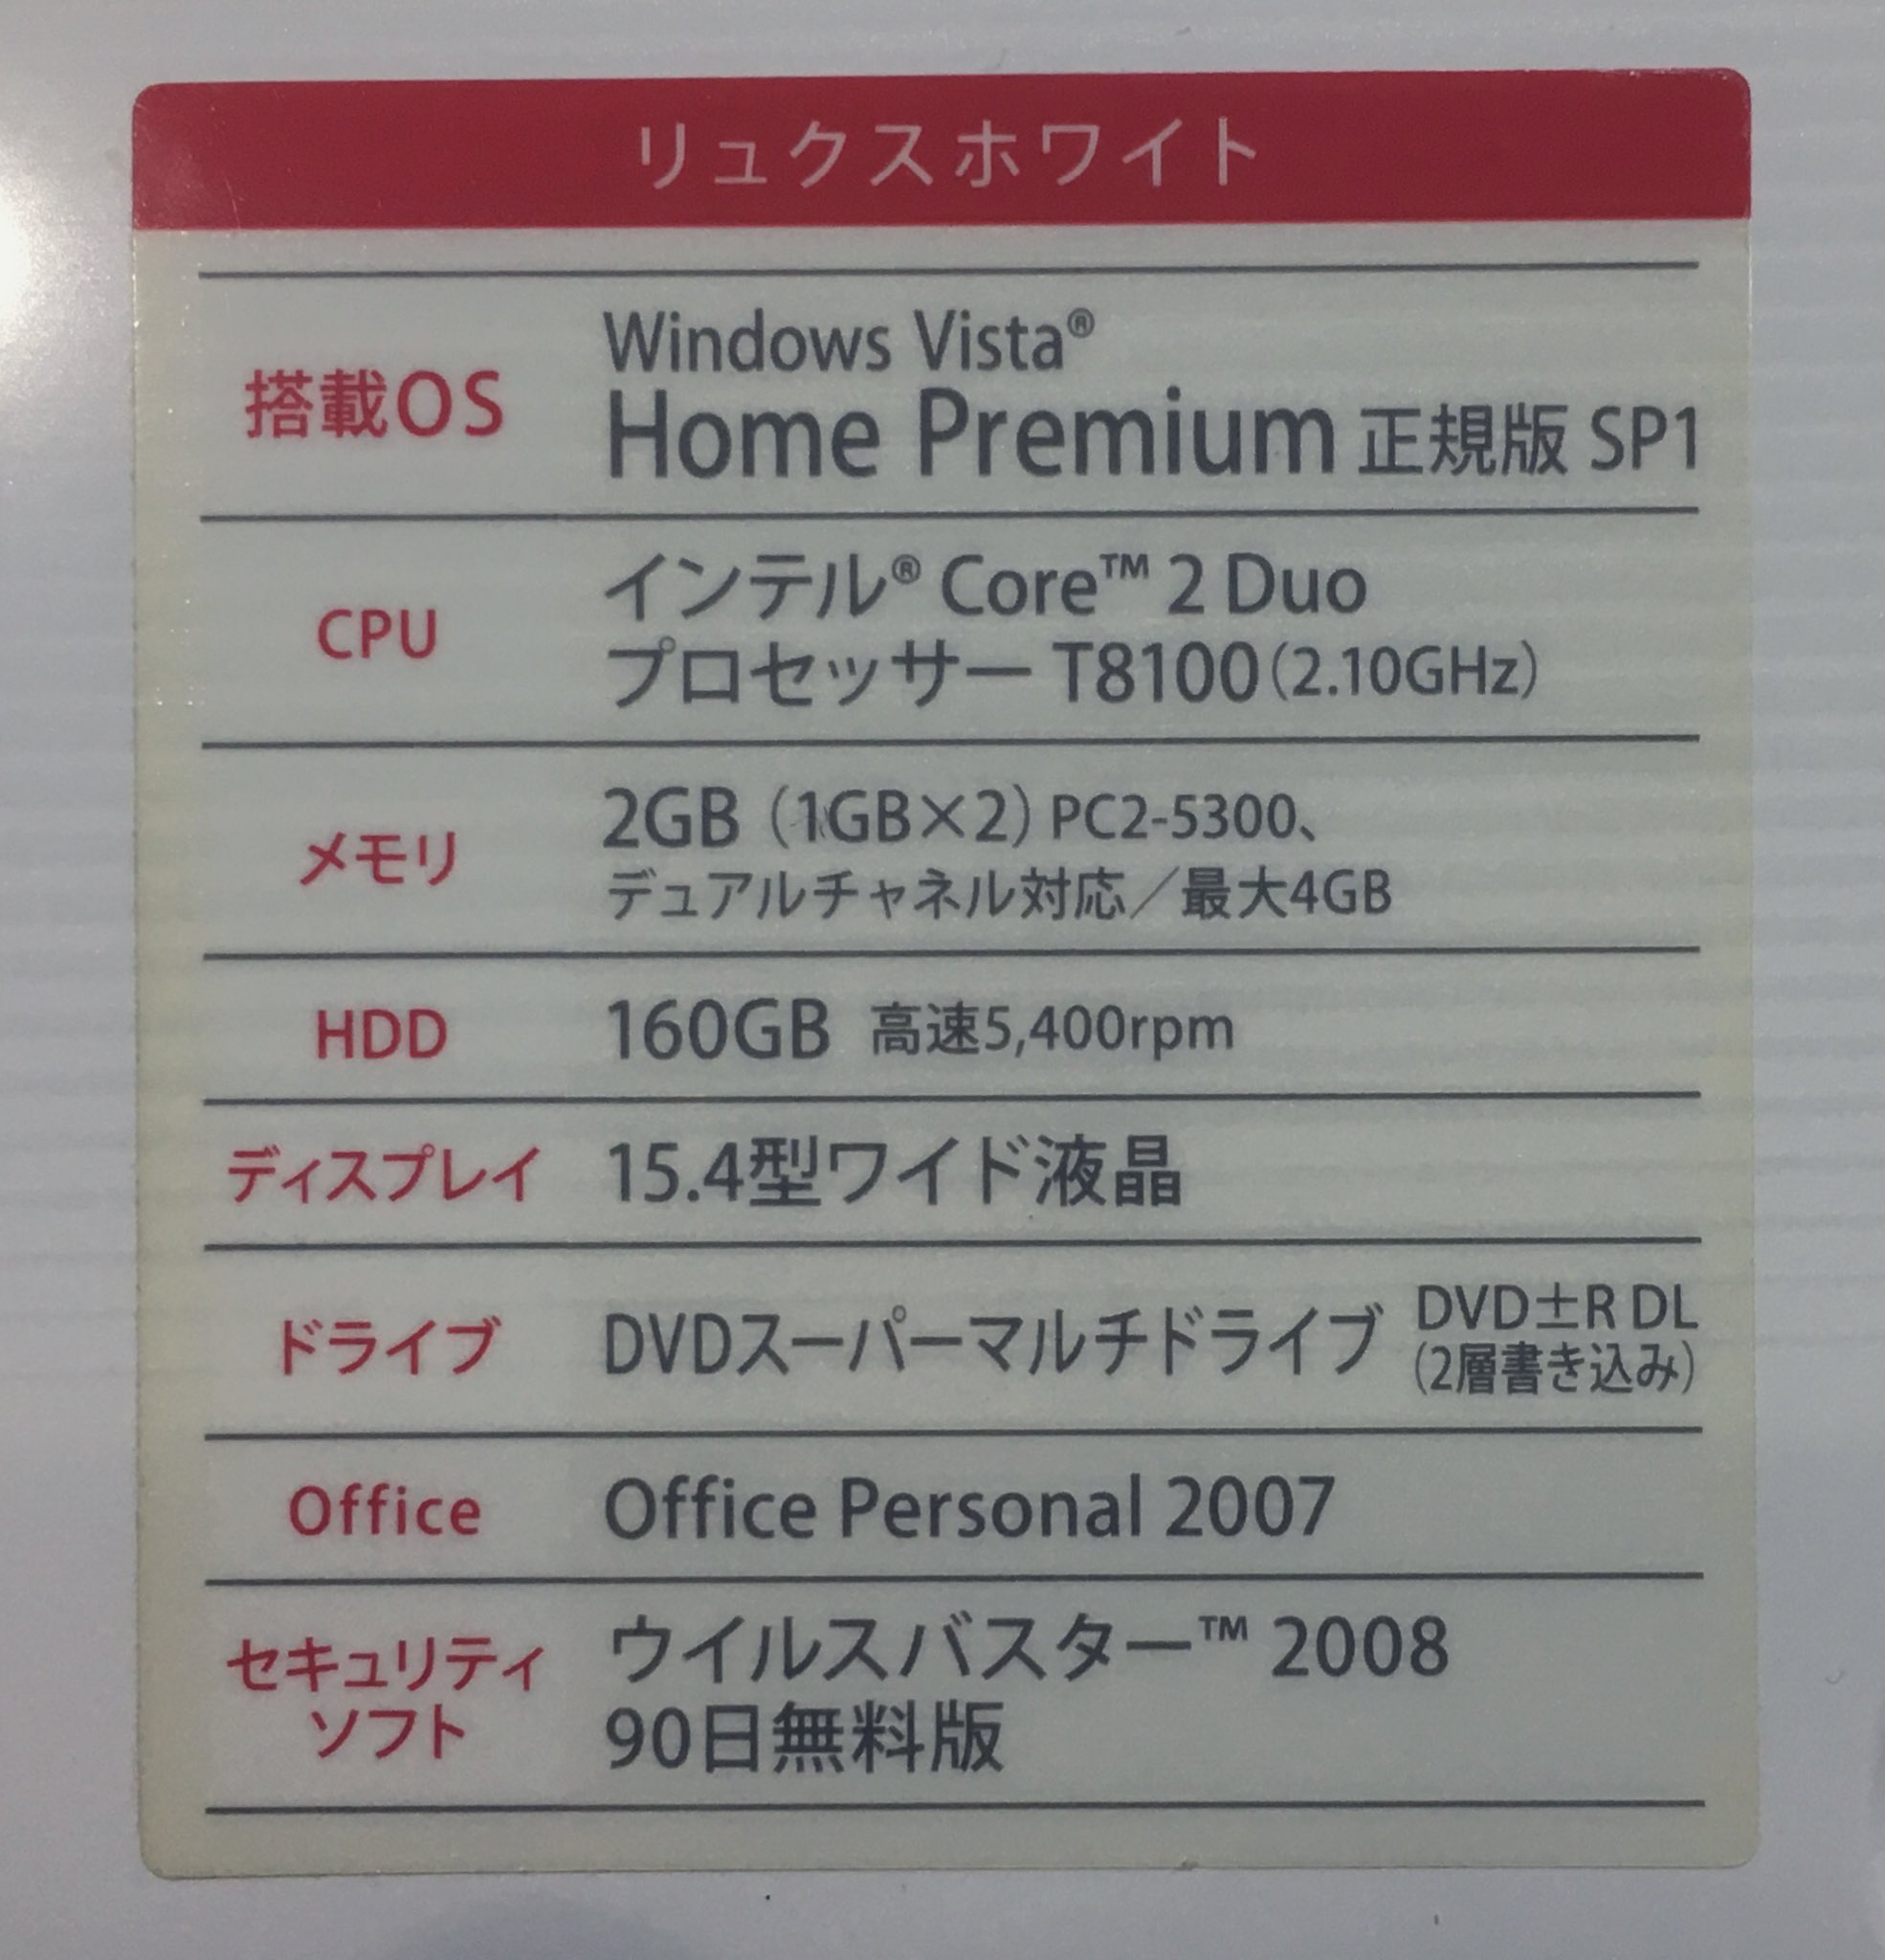 リュクスホワイト
搭載OS
Windows Vista®
Home Premium 正規版 SP1
CPU
インテル® Core™ 2 Duo
プロセッサー T8100(2.10GHz)
メモリ
2GB (1GB×2) PC2-5300、
デュアルチャネル対応／最大4GB
HDD
160GB 高速5,400rpm
ディスプレイ
15.4型ワイド液晶
ドライブ
DVDスーパーマルチドライブ
DVD±R DL
(2層書き込み)
Office
Office Personal 2007
セキュリティ
ソフト
ウイルスバスター™ 2008
90日無料版